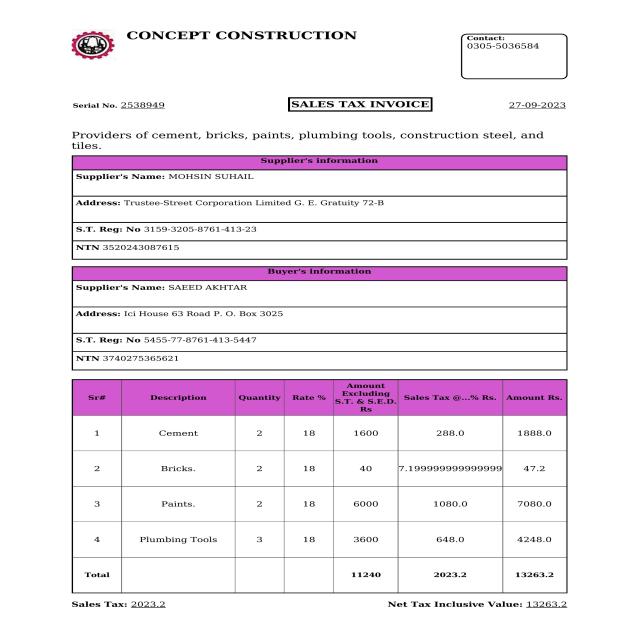 CONCEPT CONSTRUCTION
Contact:
0305-5036584
Serial No. 2538949
SALES TAX INVOICE
27-09-2023
Providers of cement, bricks, paints, plumbing tools, construction steel, and
tiles.
Supplier's information
Supplier's Name: MOHSIN SUHAIL
Address: Trustee-Street Corporation Limited G. E. Gratuity 72-B
S.T. Reg: No 3159-3205-8761-413-23
NTN 3520243087615
Buyer's information
Supplier's Name: SAEED AKHTAR
Address: Ici House 63 Road P. O. Box 3025
S.T. Reg: No 5455-77-8761-413-5447
NTN 3740275365621
Sr# Description Quantity Rate % Amount Excluding S.T. & S.E.D. Rs Sales Tax @...% Rs. Amount Rs.
1 Cement 2 18 1600 288.0 1888.0
2 Bricks. 2 18 40 7.199999999999999 47.2
3 Paints. 2 18 6000 1080.0 7080.0
4 Plumbing Tools 3 18 3600 648.0 4248.0
Total 11240 2023.2 13263.2
Sales Tax: 2023.2
Net Tax Inclusive Value: 13263.2